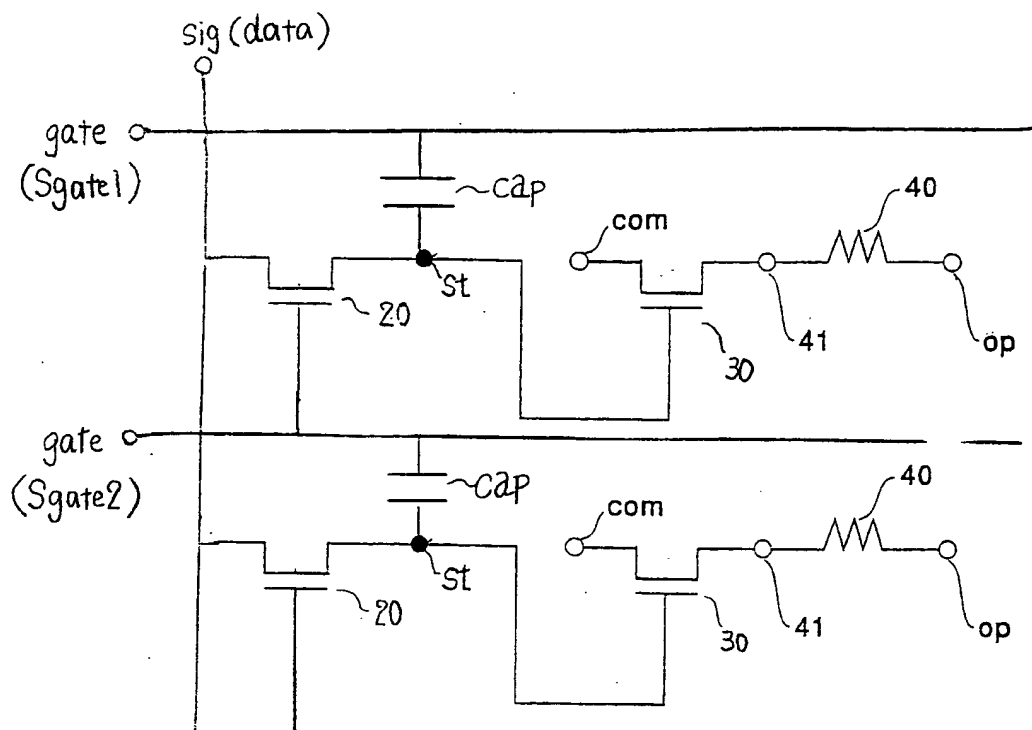 sig (data)
gate
(Sgate1)
cap
40
com
st
20
30
41
op
gate
(Sgate2)
cap
40
com
st
20
30
41
op